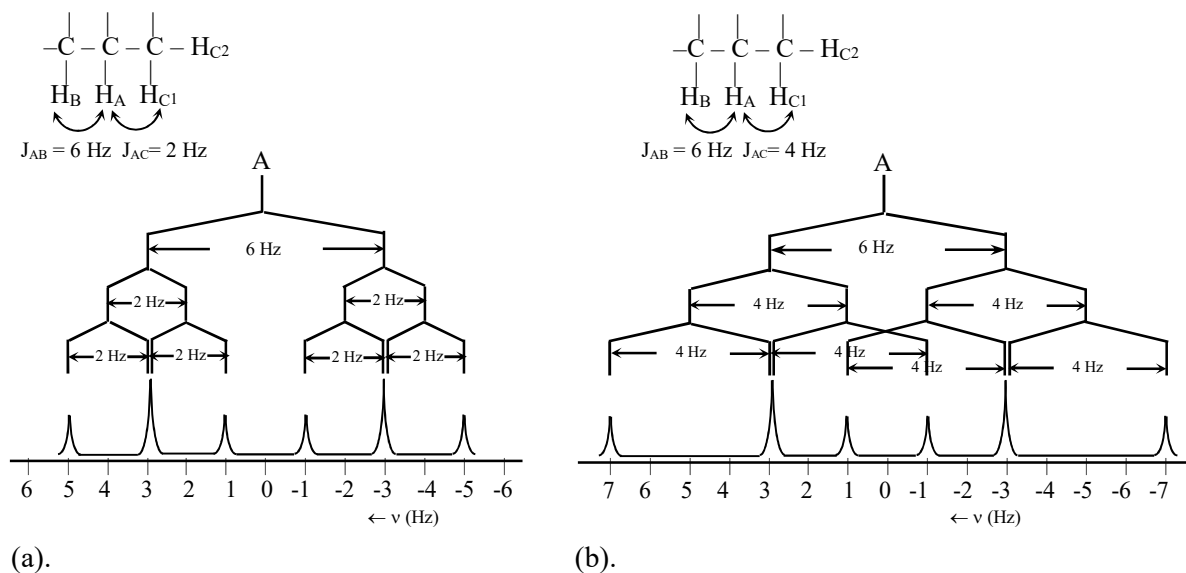 –C – C – C – H_C2
H_B H_A H_C1
J_AB = 6 Hz J_AC= 2 Hz
A
6 Hz
2 Hz 2 Hz
2 Hz 2 Hz 2 Hz 2 Hz
6 5 4 3 2 1 0 -1 -2 -3 -4 -5 -6
← ν (Hz)
(a).
–C – C – C – H_C2
H_B H_A H_C1
J_AB = 6 Hz J_AC= 4 Hz
A
6 Hz
4 Hz 4 Hz
4 Hz 4 Hz 4 Hz 4 Hz
7 6 5 4 3 2 1 0 -1 -2 -3 -4 -5 -6 -7
← ν (Hz)
(b).